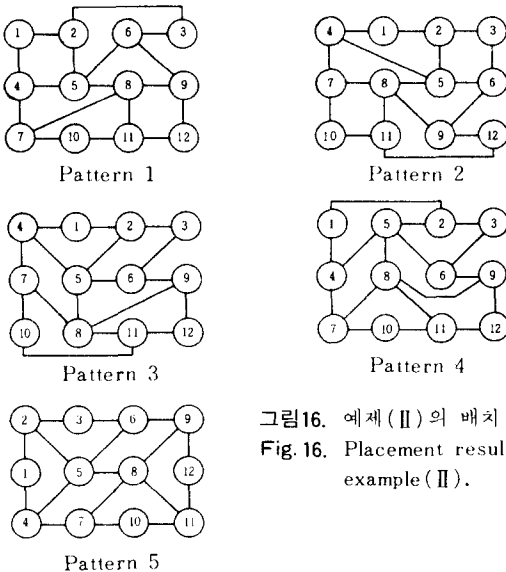 1 2 6 3
4 5 8 9
7 10 11 12
Pattern 1
4 1 2 3
7 8 5 6
10 11 9 12
Pattern 2
4 1 2 3
7 5 6 9
10 8 11 12
Pattern 3
1 5 2 3
4 8 6 9
7 10 11 12
Pattern 4
2 3 6 9
1 5 8 12
4 7 10 11
Pattern 5
그림16. 예제(Ⅱ)의 배치
Fig. 16. Placement resul
example(Ⅱ).